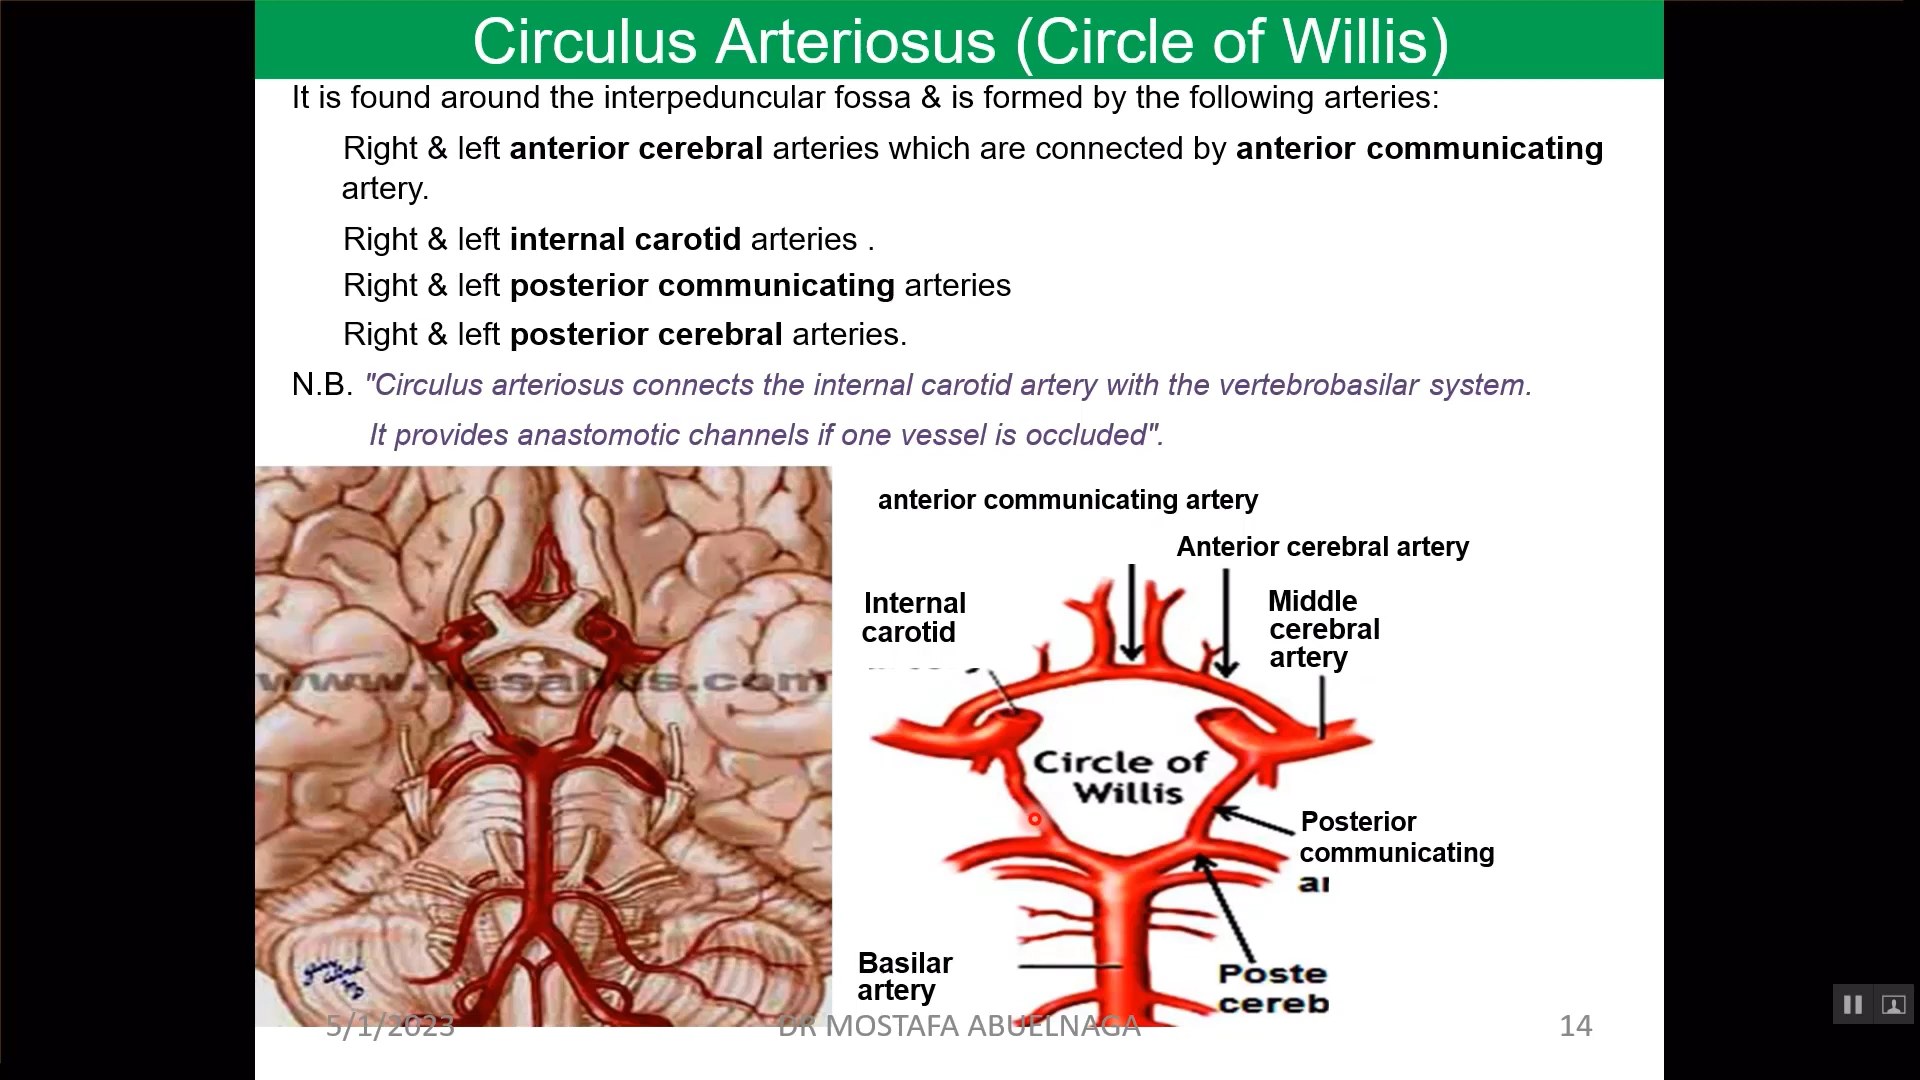 Circulus Arteriosus (Circle of Willis)
It is found around the interpeduncular fossa & is formed by the following arteries:
Right & left anterior cerebral arteries which are connected by anterior communicating
artery.
Right & left internal carotid arteries .
Right & left posterior communicating arteries
Right & left posterior cerebral arteries.
N.B. "Circulus arteriosus connects the internal carotid artery with the vertebrobasilar system.
It provides anastomotic channels if one vessel is occluded".
anterior communicating artery
Anterior cerebral artery
Internal
carotid
Middle
cerebral
artery
www.vesalius.com
Circle of
Willis
Posterior
communicating
Basilar
artery
Poste
cereb
5/1/2023
DR MOSTAFA ABUELNAGA
14